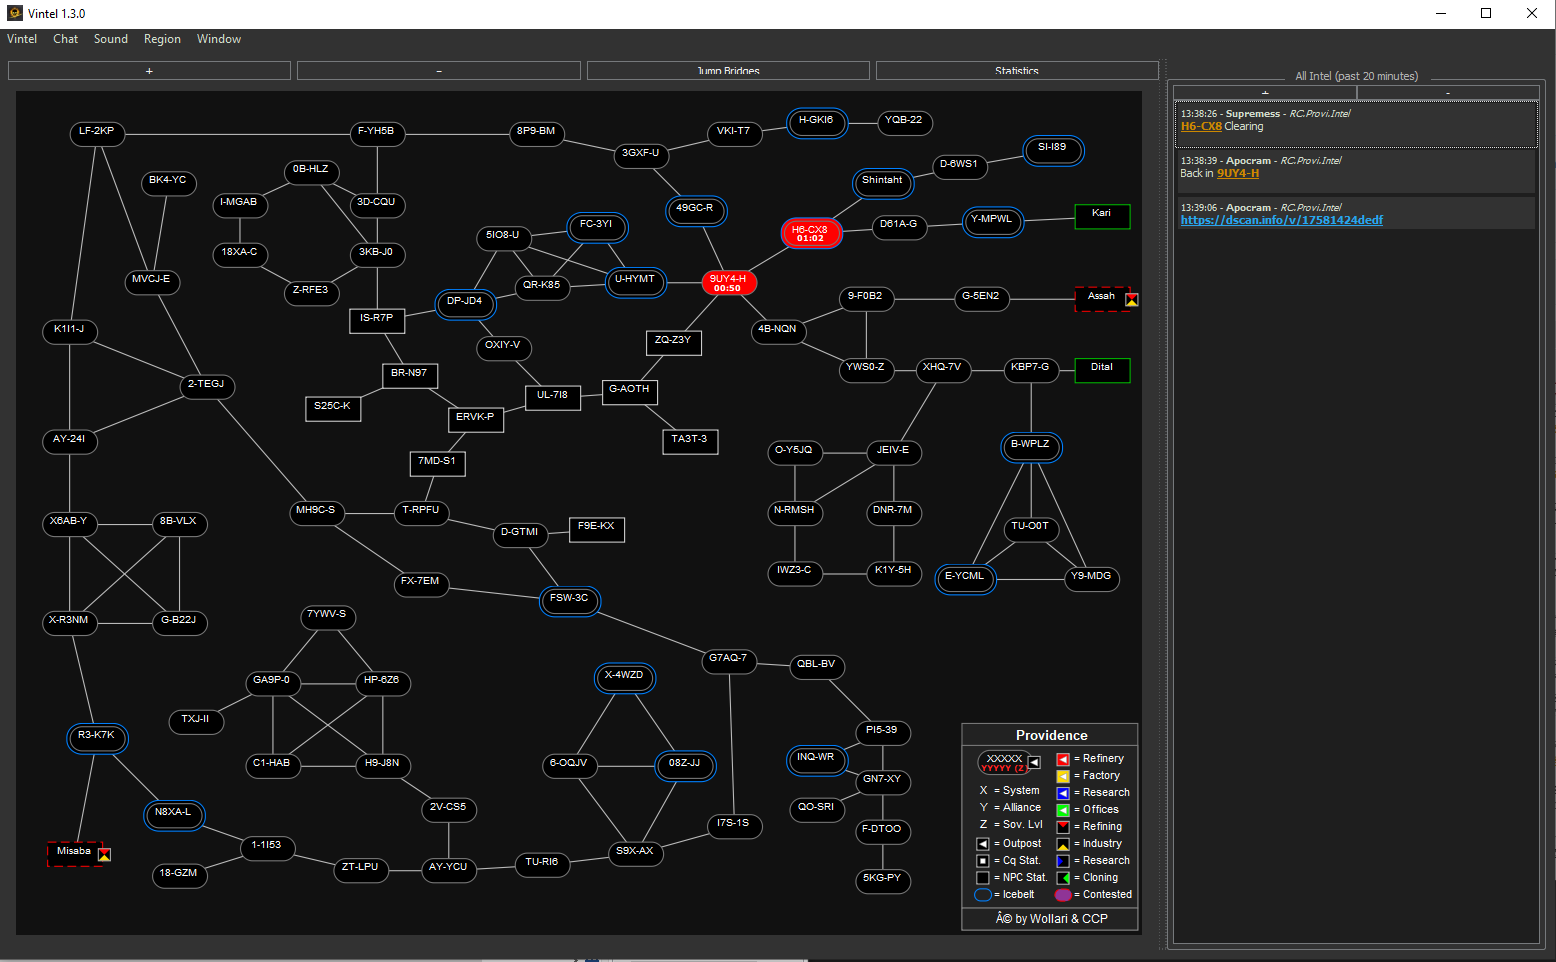 Vintel 1.3.0
Vintel Chat Sound Region Window
+ - Jump Bridges Statistics
All Intel (past 20 minutes)
+ -
13:38:26 - Supremess - RC.Provi.Intel
H6-CX8 Clearing
13:38:39 - Apocram - RC.Provi.Intel
Back in 9UY4-H
13:39:06 - Apocram - RC.Provi.Intel
https://dscan.info/v/17581424dedf
LF-2KP
F-YH5B
8P9-BM
VKI-T7
H-GKI6
YQB-22
3GXF-U
SI-I89
D-6WS1
0B-HLZ
BK4-YC
Shintaht
I-MGAB
3D-CQU
49GC-R
Kari
Y-MPWL
D61A-G
FC-3YI
H6-CX8
01:02
5IO8-U
18XA-C
3KB-J0
MVCJ-E
U-HYMT
9UY4-H
00:50
QR-K85
Z-RFE3
DP-JD4
9-F0B2
G-5EN2
Assah
IS-R7P
K1I1-J
4B-NQN
ZQ-Z3Y
OXIY-V
YWS0-Z
XHQ-7V
KBP7-G
Dital
BR-N97
2-TEGJ
G-AOTH
UL-7I8
S25C-K
ERVK-P
AY-24I
TA3T-3
B-WPLZ
O-Y5JQ
JEIV-E
7MD-S1
MH9C-S
T-RPFU
N-RMSH
DNR-7M
X6AB-Y
8B-VLX
D-GTMI
F9E-KX
TU-O0T
IWZ3-C
K1Y-5H
E-YCML
Y9-MDG
FX-7EM
FSW-3C
X-R3NM
G-B22J
7YWV-S
G7AQ-7
QBL-BV
X-4WZD
GA9P-0
HP-6Z6
TXJ-II
PI5-39
R3-K7K
INQ-WR
C1-HAB
H9-J8N
6-OQJV
08Z-JJ
GN7-XY
N8XA-L
2V-CS5
QO-SRI
I7S-1S
F-DTOO
1-1I53
Misaba
S9X-AX
TU-RI6
ZT-LPU
AY-YCU
18-GZM
5KG-PY
Providence
XXXXX
YYYYY (Z)
X = System
Y = Alliance
Z = Sov. Lvl
= Outpost
= Cq Stat.
= NPC Stat.
= Icebelt
= Refinery
= Factory
= Research
= Offices
= Refining
= Industry
= Research
= Cloning
= Contested
Â© by Wollari & CCP